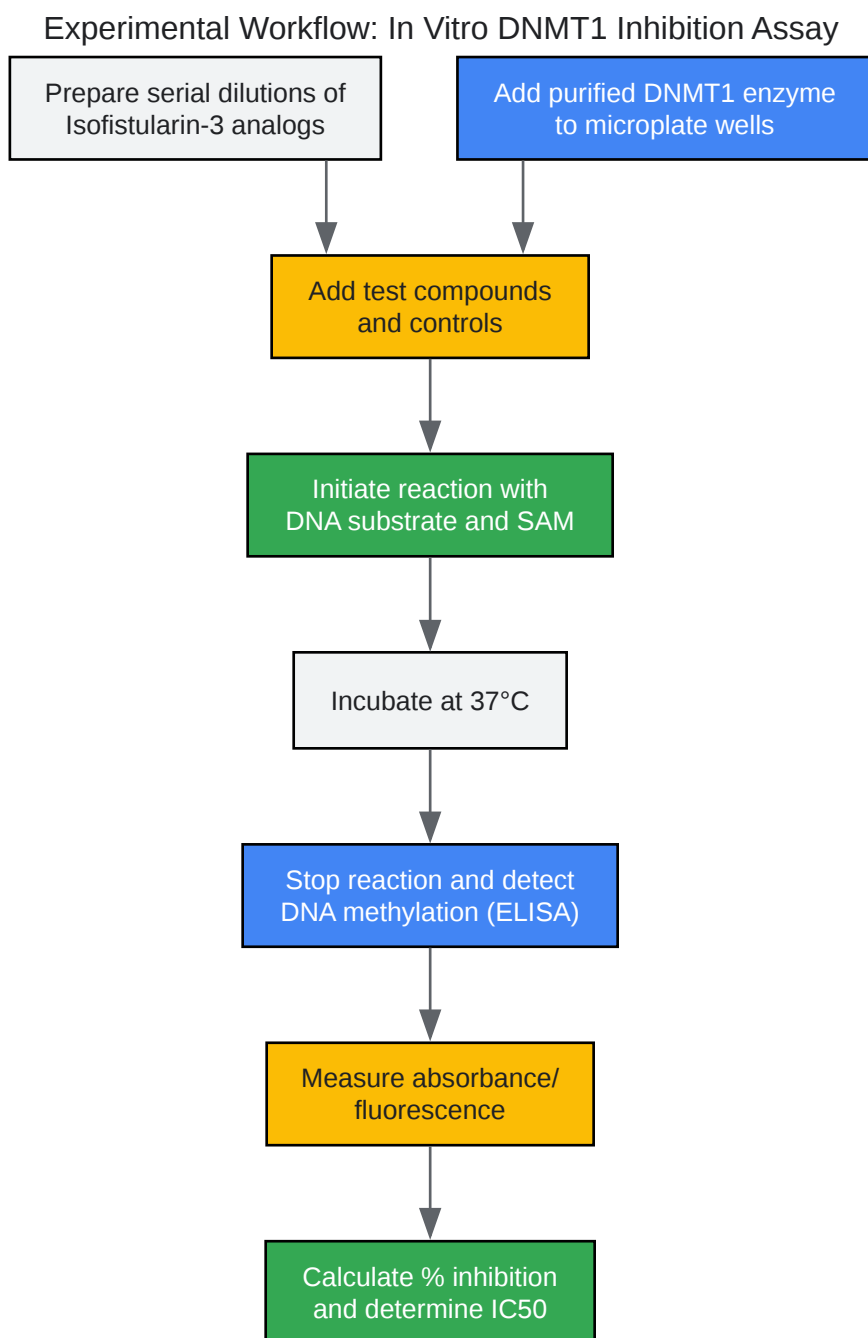 Experimental Workflow: In Vitro DNMT1 Inhibition Assay
Prepare serial dilutions of
Isofistularin-3 analogs
Add purified DNMT1 enzyme
to microplate wells
Add test compounds
and controls
Initiate reaction with
DNA substrate and SAM
Incubate at 37°C
Stop reaction and detect
DNA methylation (ELISA)
Measure absorbance/
fluorescence
Calculate % inhibition
and determine IC50